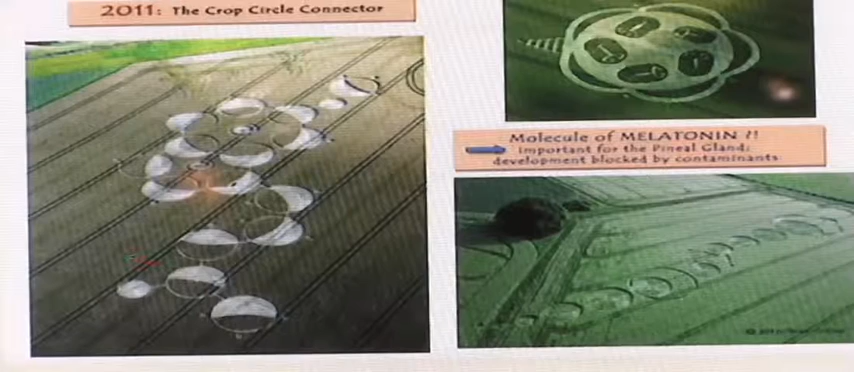 2011: The Crop Circle Connector
Molecule of MELATONIN !!
important for the Pineal Gland;
development blocked by contaminants